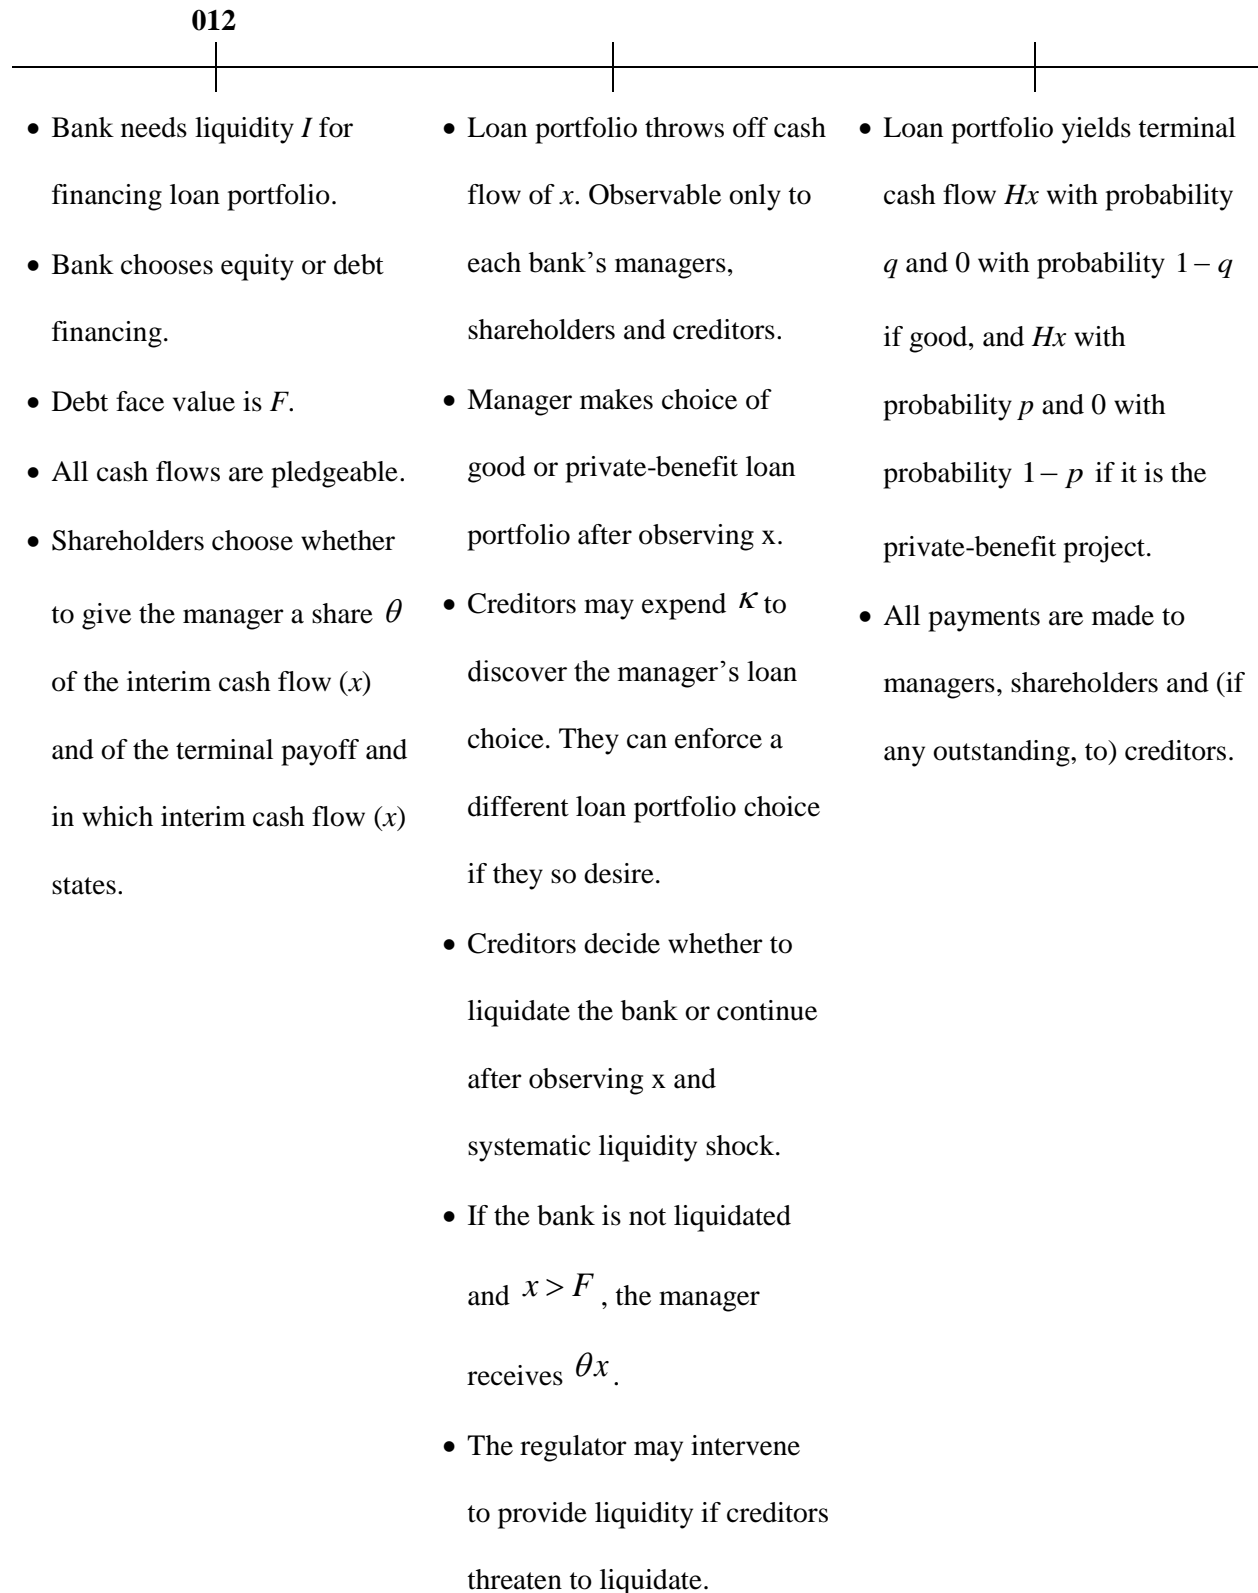 012
• Bank needs liquidity I for
financing loan portfolio.
• Bank chooses equity or debt
financing.
• Debt face value is F.
• All cash flows are pledgeable.
• Shareholders choose whether
to give the manager a share θ
of the interim cash flow (x)
and of the terminal payoff and
in which interim cash flow (x)
states.
• Loan portfolio throws off cash
flow of x. Observable only to
each bank's managers,
shareholders and creditors.
• Manager makes choice of
good or private-benefit loan
portfolio after observing x.
• Creditors may expend κ to
discover the manager's loan
choice. They can enforce a
different loan portfolio choice
if they so desire.
• Creditors decide whether to
liquidate the bank or continue
after observing x and
systematic liquidity shock.
• If the bank is not liquidated
and x > F, the manager
receives θx.
• The regulator may intervene
to provide liquidity if creditors
threaten to liquidate.
• Loan portfolio yields terminal
cash flow Hx with probability
q and 0 with probability 1 − q
if good, and Hx with
probability p and 0 with
probability 1 − p if it is the
private-benefit project.
• All payments are made to
managers, shareholders and (if
any outstanding, to) creditors.